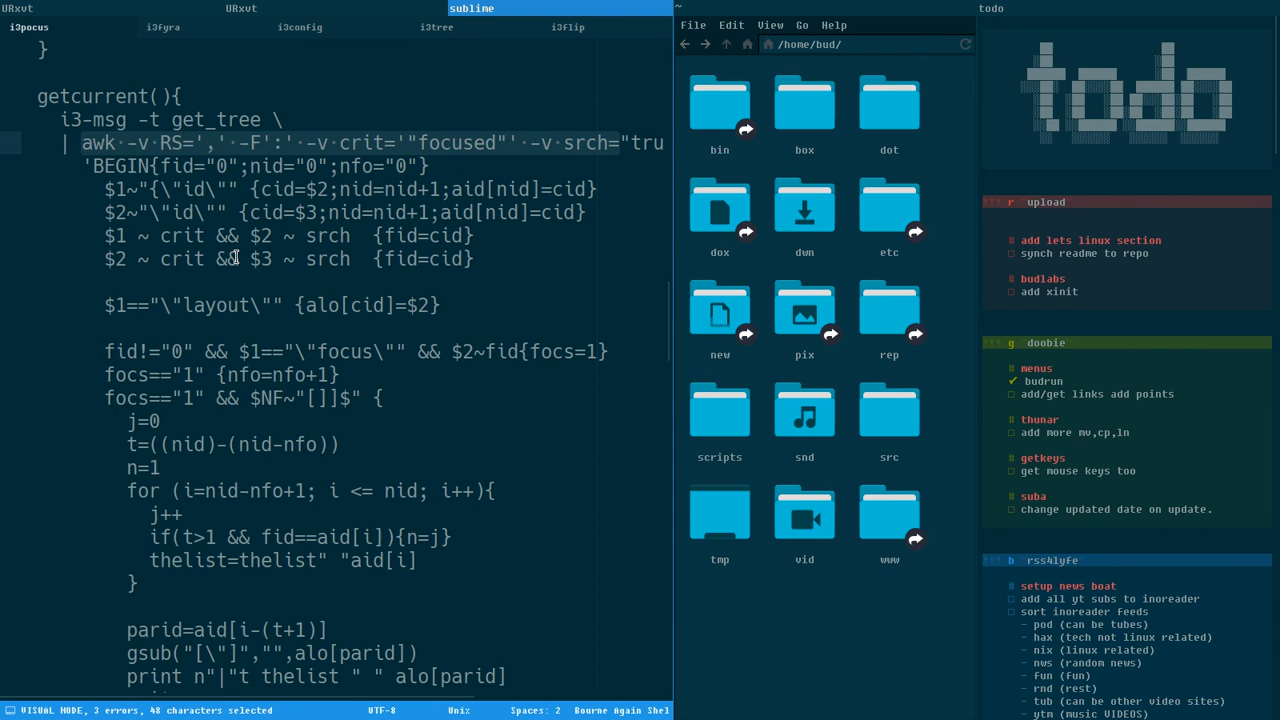 URxvt URxvt sublime
i3pocus i3fyra i3config i3tree i3flip
}
getcurrent(){
i3-msg -t get_tree \
| awk -v RS=',' -F':' -v crit='"focused"' -v srch="tru
'BEGIN{fid="0";nid="0";nfo="0"}
$1~"{\"id\"" {cid=$2;nid=nid+1;aid[nid]=cid}
$2~"\"id\"" {cid=$3;nid=nid+1;aid[nid]=cid}
$1 ~ crit && $2 ~ srch {fid=cid}
$2 ~ crit && $3 ~ srch {fid=cid}
$1=="\"layout\"" {alo[cid]=$2}
fid!="0" && $1=="\"focus\"" && $2~fid{focs=1}
focs=="1" {nfo=nfo+1}
focs=="1" && $NF~"[]]$" {
j=0
t=((nid)-(nid-nfo))
n=1
for (i=nid-nfo+1; i <= nid; i++){
j++
if(t>1 && fid==aid[i]){n=j}
thelist=thelist" "aid[i]
}
parid=aid[i-(t+1)]
gsub("[\"]","",alo[parid])
print n"|"t thelist " " alo[parid]
VISUAL MODE, 3 errors, 48 characters selected UTF-8 Unix Spaces: 2 Bourne Again Shel
~
File Edit View Go Help
/home/bud/
bin box dot
dox dwn etc
new pix rep
scripts snd src
tmp vid www
todo
todo
!!! r upload
# add lets linux section
□ synch readme to repo
# budlabs
□ add xinit
!!! g doobie
# menus
✓ budrun
□ add/get links add points
# thunar
□ add more mv,cp,ln
# getkeys
□ get mouse keys too
# suba
□ change updated date on update.
!!! b rss4lyfe
# setup news boat
□ add all yt subs to inoreader
□ sort inoreader feeds
- pod (can be tubes)
- hax (tech not linux related)
- nix (linux related)
- nws (random news)
- fun (fun)
- rnd (rest)
- tub (can be other video sites)
- ytm (music VIDEOS)